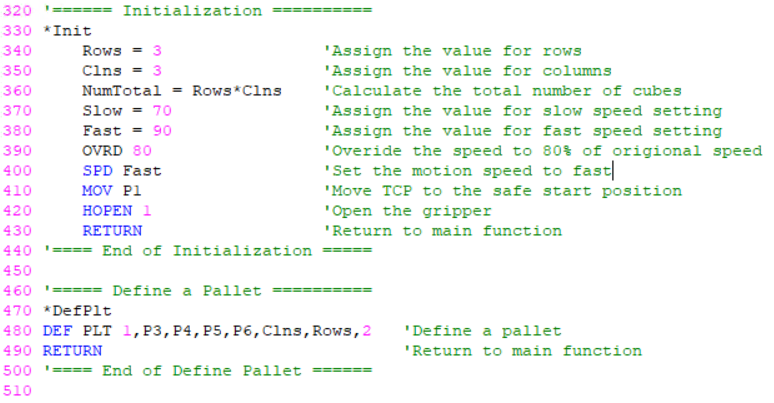 320 '====== Initialization ==========
330 *Init
340     Rows = 3                'Assign the value for rows
350     Clns = 3                'Assign the value for columns
360     NumTotal = Rows*Clns    'Calculate the total number of cubes
370     Slow = 70               'Assign the value for slow speed setting
380     Fast = 90               'Assign the value for fast speed setting
390     OVRD 80                 'Overide the speed to 80% of origional speed
400     SPD Fast                'Set the motion speed to fast
410     MOV P1                  'Move TCP to the safe start position
420     HOPEN 1                 'Open the gripper
430     RETURN                  'Return to main function
440 '==== End of Initialization =====
450
460 '===== Define a Pallet ==========
470 *DefPlt
480 DEF PLT 1,P3,P4,P5,P6,Clns,Rows,2   'Define a pallet
490 RETURN                              'Return to main function
500 '==== End of Define Pallet ======
510